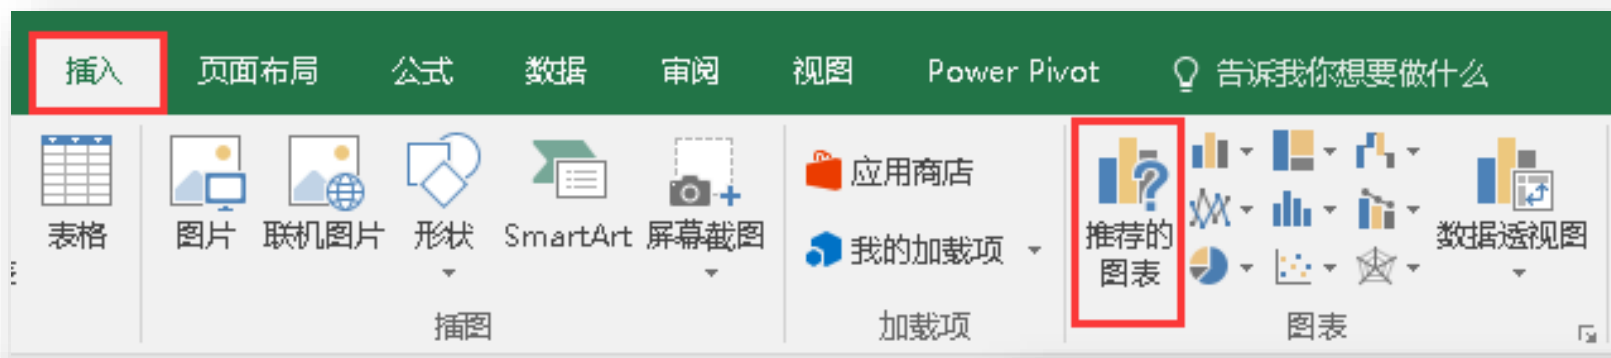 插入 页面布局 公式 数据 审阅 视图 Power Pivot 告诉我你想要做什么
表格
图片
联机图片
形状
SmartArt
屏幕截图
插图
应用商店
我的加载项
加载项
推荐的
图表
数据透视图
图表